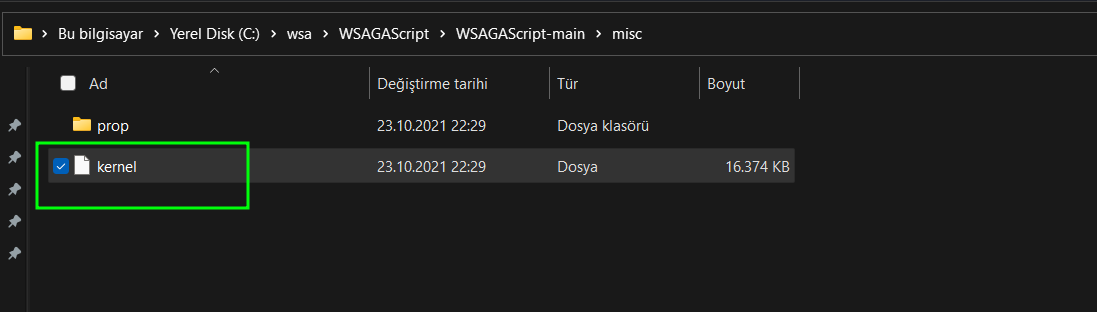 Bu bilgisayar > Yerel Disk (C:) > wsa > WSAGAScript > WSAGAScript-main > misc
Ad Değiştirme tarihi Tür Boyut
prop 23.10.2021 22:29 Dosya klasörü
kernel 23.10.2021 22:29 Dosya 16.374 KB